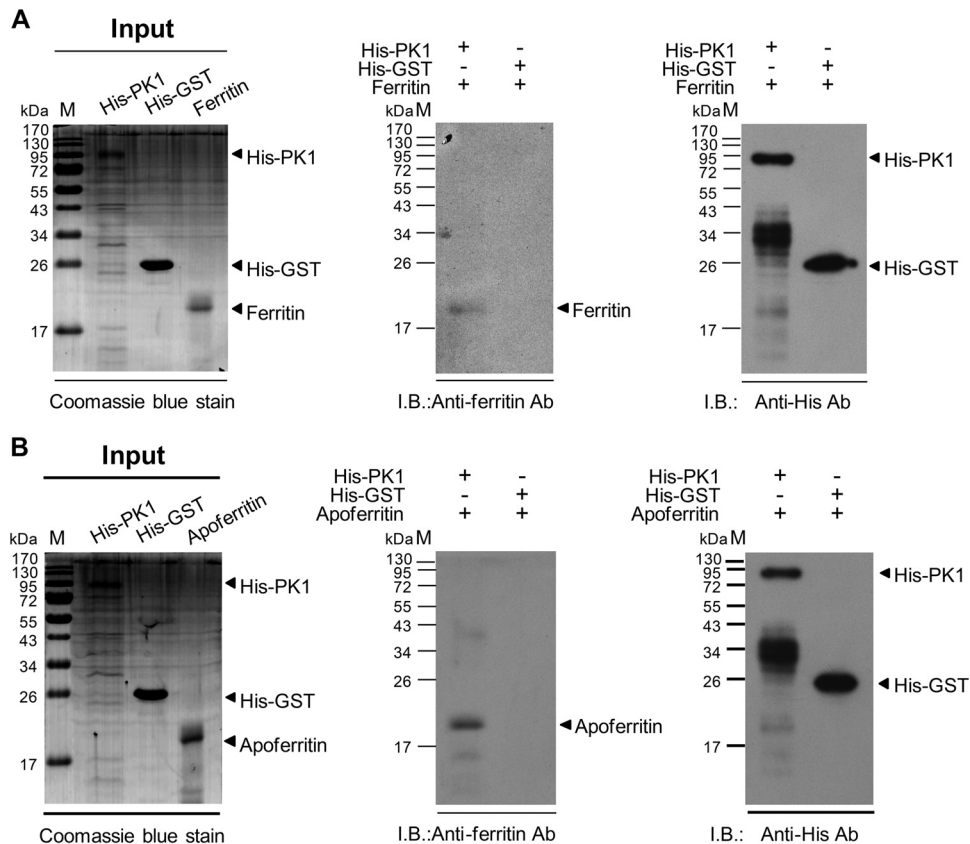 A
Input
His-PK1 His-GST Ferritin
kDa M
170
130
95
72
55
43
34
26
17
His-PK1
His-GST
Ferritin
Coomassie blue stain
His-PK1 + -
His-GST - +
Ferritin + +
kDa M
170
130
95
72
55
43
34
26
17
Ferritin
I.B.:Anti-ferritin Ab
His-PK1 + -
His-GST - +
Ferritin + +
kDa M
170
130
95
72
55
43
34
26
17
His-PK1
His-GST
I.B.: Anti-His Ab
B
Input
His-PK1 His-GST Apoferritin
kDa M
170
130
95
72
55
43
34
26
17
His-PK1
His-GST
Apoferritin
Coomassie blue stain
His-PK1 + -
His-GST - +
Apoferritin + +
kDa M
130
95
72
55
43
34
26
17
Apoferritin
I.B.:Anti-ferritin Ab
His-PK1 + -
His-GST - +
Apoferritin + +
kDa M
130
95
72
55
43
34
26
17
His-PK1
His-GST
I.B.: Anti-His Ab